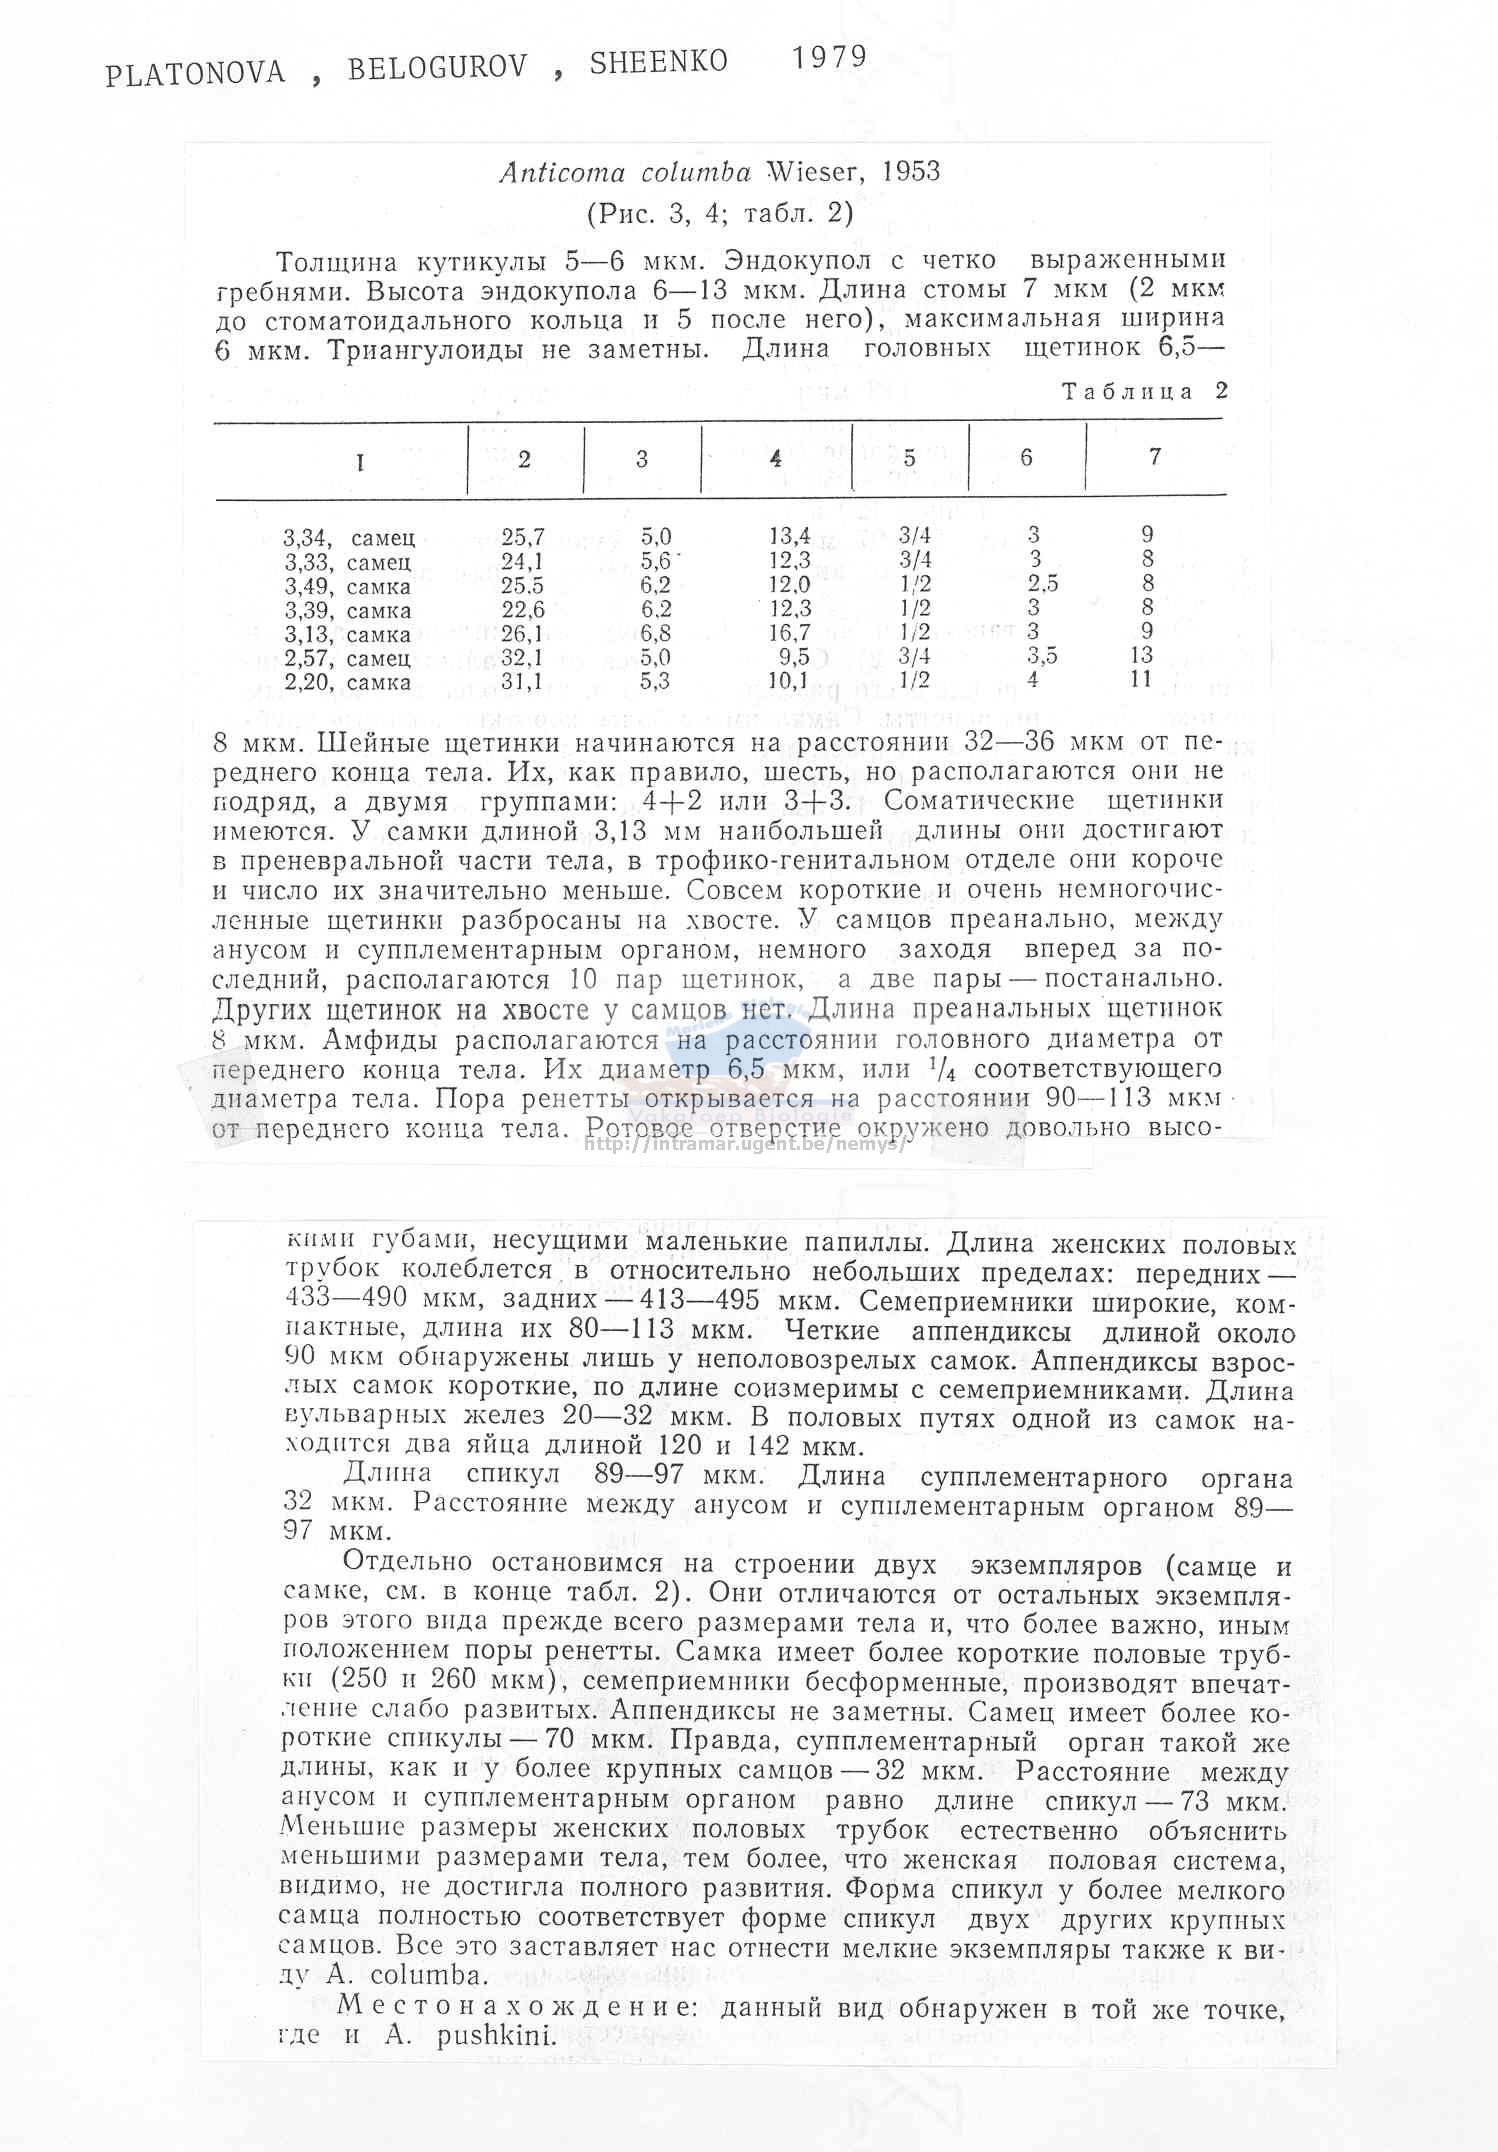 PLATONOVA , BELOGUROV , SHEENKO 1979
Anticoma columba Wieser, 1953
(Рис. 3, 4; табл. 2)
Толщина кутикулы 5—6 мкм. Эндокупол с четко выраженными
гребнями. Высота эндокупола 6—13 мкм. Длина стомы 7 мкм (2 мкм
до стоматоидального кольца и 5 после него), максимальная ширина
6 мкм. Триангулоиды не заметны. Длина головных щетинок 6,5—
Таблица 2
I 2 3 4 5 6 7
3,34, самец 25,7 5,0 13,4 3/4 3 9
3,33, самец 24,1 5,6 12,3 3/4 3 8
3,49, самка 25,5 6,2 12,0 1/2 2,5 8
3,39, самка 22,6 6,2 12,3 1/2 3 8
3,13, самка 26,1 6,8 16,7 1/2 3 9
2,57, самец 32,1 5,0 9,5 3/4 3,5 13
2,20, самка 31,1 5,3 10,1 1/2 4 11
8 мкм. Шейные щетинки начинаются на расстоянии 32—36 мкм от пе-
реднего конца тела. Их, как правило, шесть, но располагаются они не
подряд, а двумя группами: 4+2 или 3+3. Соматические щетинки
имеются. У самки длиной 3,13 мм наибольшей длины они достигают
в преневральной части тела, в трофико-генитальном отделе они короче
и число их значительно меньше. Совсем короткие и очень немногочис-
ленные щетинки разбросаны на хвосте. У самцов преанально, между
анусом и супплементарным органом, немного заходя вперед за по-
следний, располагаются 10 пар щетинок, а две пары — постанально.
Других щетинок на хвосте у самцов нет. Длина преанальных щетинок
8 мкм. Амфиды располагаются на расстоянии головного диаметра от
переднего конца тела. Их диаметр 6,5 мкм, или 1/4 соответствующего
диаметра тела. Пора ренетты открывается на расстоянии 90—113 мкм
от переднего конца тела. Ротовое отверстие окружено довольно высо-
Mariene Biologie
Vakgroep Biologie
http://intramar.ugent.be/nemys/
кими губами, несущими маленькие папиллы. Длина женских половых
трубок колеблется в относительно небольших пределах: передних —
433—490 мкм, задних — 413—495 мкм. Семеприемники широкие, ком-
пактные, длина их 80—113 мкм. Четкие аппендиксы длиной около
90 мкм обнаружены лишь у неполовозрелых самок. Аппендиксы взрос-
лых самок короткие, по длине соизмеримы с семеприемниками. Длина
вульварных желез 20—32 мкм. В половых путях одной из самок на-
ходится два яйца длиной 120 и 142 мкм.
Длина спикул 89—97 мкм. Длина супплементарного органа
32 мкм. Расстояние между анусом и супплементарным органом 89—
97 мкм.
Отдельно остановимся на строении двух экземпляров (самце и
самке, см. в конце табл. 2). Они отличаются от остальных экземпля-
ров этого вида прежде всего размерами тела и, что более важно, иным
положением поры ренетты. Самка имеет более короткие половые труб-
ки (250 и 260 мкм), семеприемники бесформенные, производят впечат-
ление слабо развитых. Аппендиксы не заметны. Самец имеет более ко-
роткие спикулы — 70 мкм. Правда, супплементарный орган такой же
длины, как и у более крупных самцов — 32 мкм. Расстояние между
анусом и супплементарным органом равно длине спикул — 73 мкм.
Меньшие размеры женских половых трубок естественно объяснить
меньшими размерами тела, тем более, что женская половая система,
видимо, не достигла полного развития. Форма спикул у более мелкого
самца полностью соответствует форме спикул двух других крупных
самцов. Все это заставляет нас отнести мелкие экземпляры также к ви-
ду A. columba.
Местонахождение: данный вид обнаружен в той же точке,
где и A. pushkini.